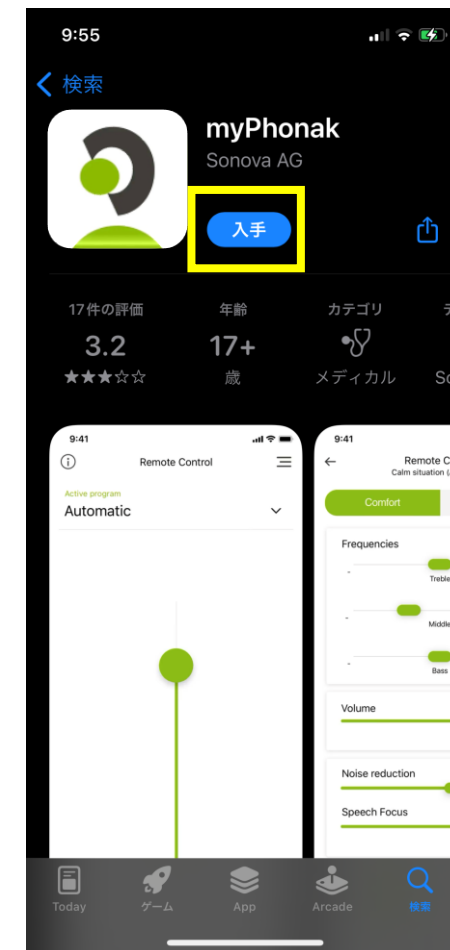 9:55
検索
myPhonak
Sonova AG
入手
17件の評価
年齢
カテゴリ
3.2
17+
★★★☆☆
歳
メディカル
9:41
Remote Control
Active program
Automatic
9:41
Remote C
Calm situation (
Comfort
Frequencies
-
Treble
-
Middle
-
Bass
Volume
Noise reduction
Speech Focus
Today
ゲーム
App
Arcade
検索